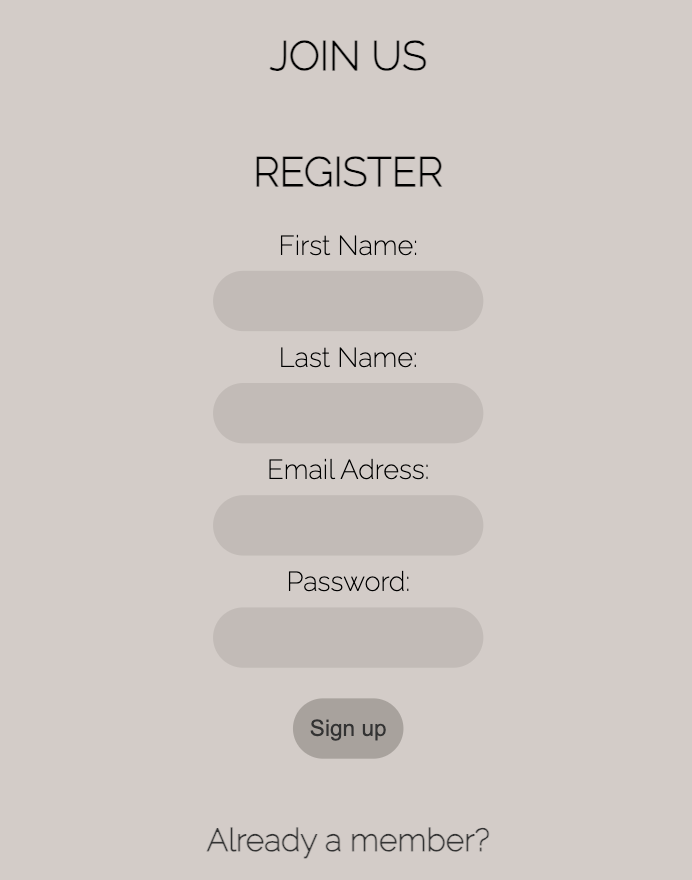 JOIN US
REGISTER
First Name:
Last Name:
Email Adress:
Password:
Sign up
Already a member?